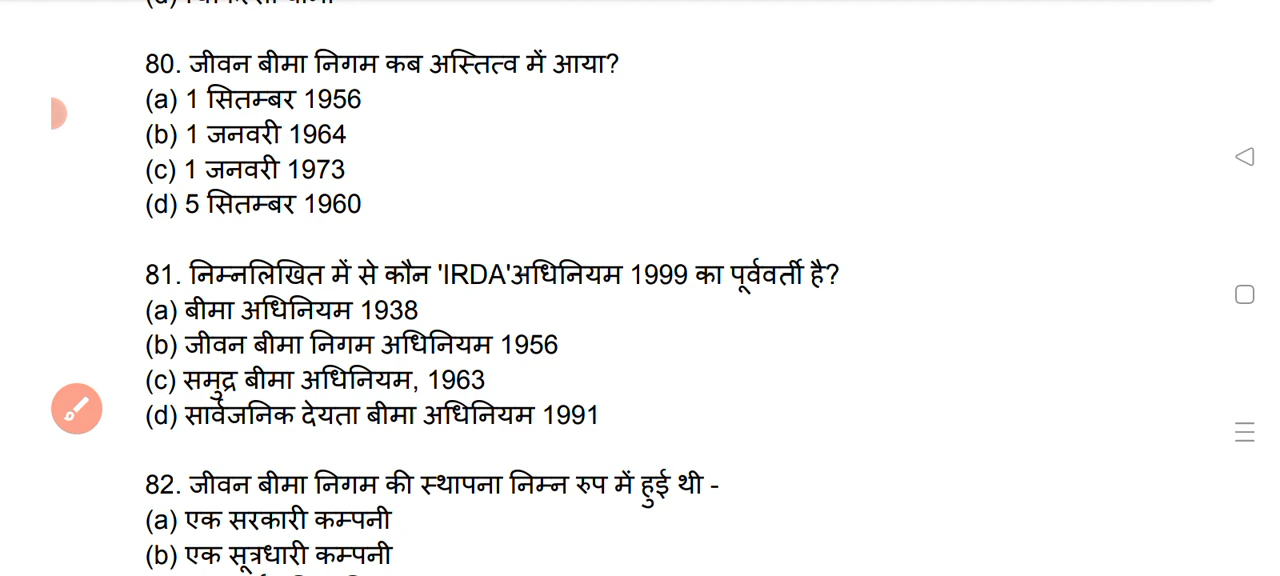 80. जीवन बीमा निगम कब अस्तित्व में आया?
(a) 1 सितम्बर 1956
(b) 1 जनवरी 1964
(c) 1 जनवरी 1973
(d) 5 सितम्बर 1960
81. निम्नलिखित में से कौन 'IRDA'अधिनियम 1999 का पूर्ववर्ती है?
(a) बीमा अधिनियम 1938
(b) जीवन बीमा निगम अधिनियम 1956
(c) समुद्र बीमा अधिनियम, 1963
(d) सार्वजनिक देयता बीमा अधिनियम 1991
82. जीवन बीमा निगम की स्थापना निम्न रुप में हुई थी -
(a) एक सरकारी कम्पनी
(b) एक सूत्रधारी कम्पनी